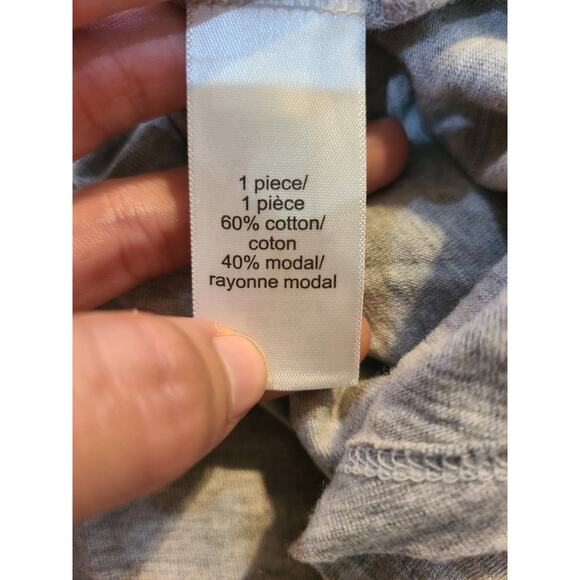 1 piece/
1 pièce
60% cotton/
coton
40% modal/
rayonne modal